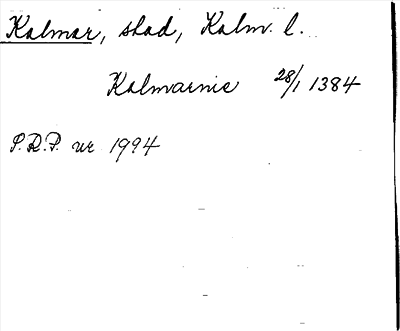 Kalmar, stad, Kalm. l.
Kalmarnie 28/1 1384
S.R.P. nr 1994